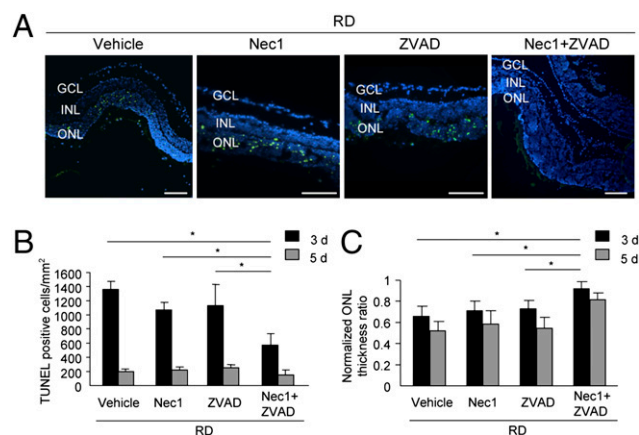 A
RD
Vehicle Nec1 ZVAD Nec1+ZVAD
GCL
INL
ONL
GCL
INL
ONL
GCL
INL
ONL
GCL
INL
ONL
B
3 d
5 d
*
*
*
TUNEL positive cells/mm²
1600
1400
1200
1000
800
600
400
200
0
Vehicle Nec1 ZVAD Nec1+
ZVAD
RD
C
3 d
5 d
*
*
*
Normalized ONL
thickness ratio
1
0.8
0.6
0.4
0.2
0
Vehicle Nec1 ZVAD Nec1+
ZVAD
RD